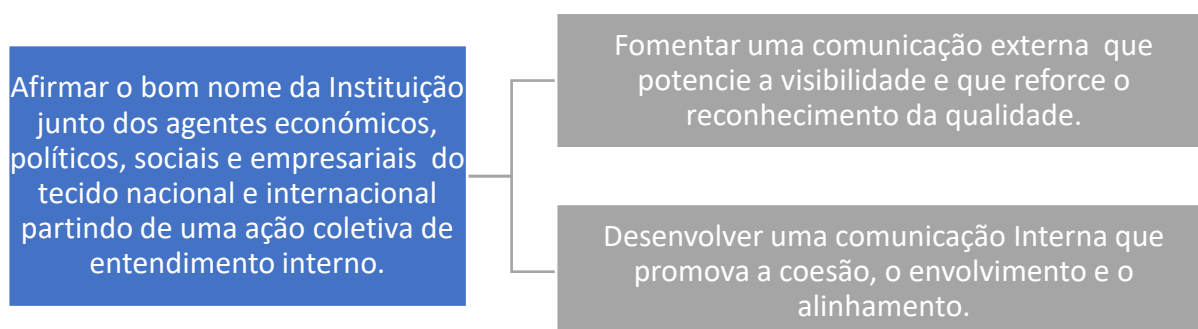 Afirmar o bom nome da Instituição
junto dos agentes económicos,
políticos, sociais e empresariais  do
tecido nacional e internacional
partindo de uma ação coletiva de
entendimento interno.
Fomentar uma comunicação externa  que
potencie a visibilidade e que reforce o
reconhecimento da qualidade.
Desenvolver uma comunicação Interna que
promova a coesão, o envolvimento e o
alinhamento.